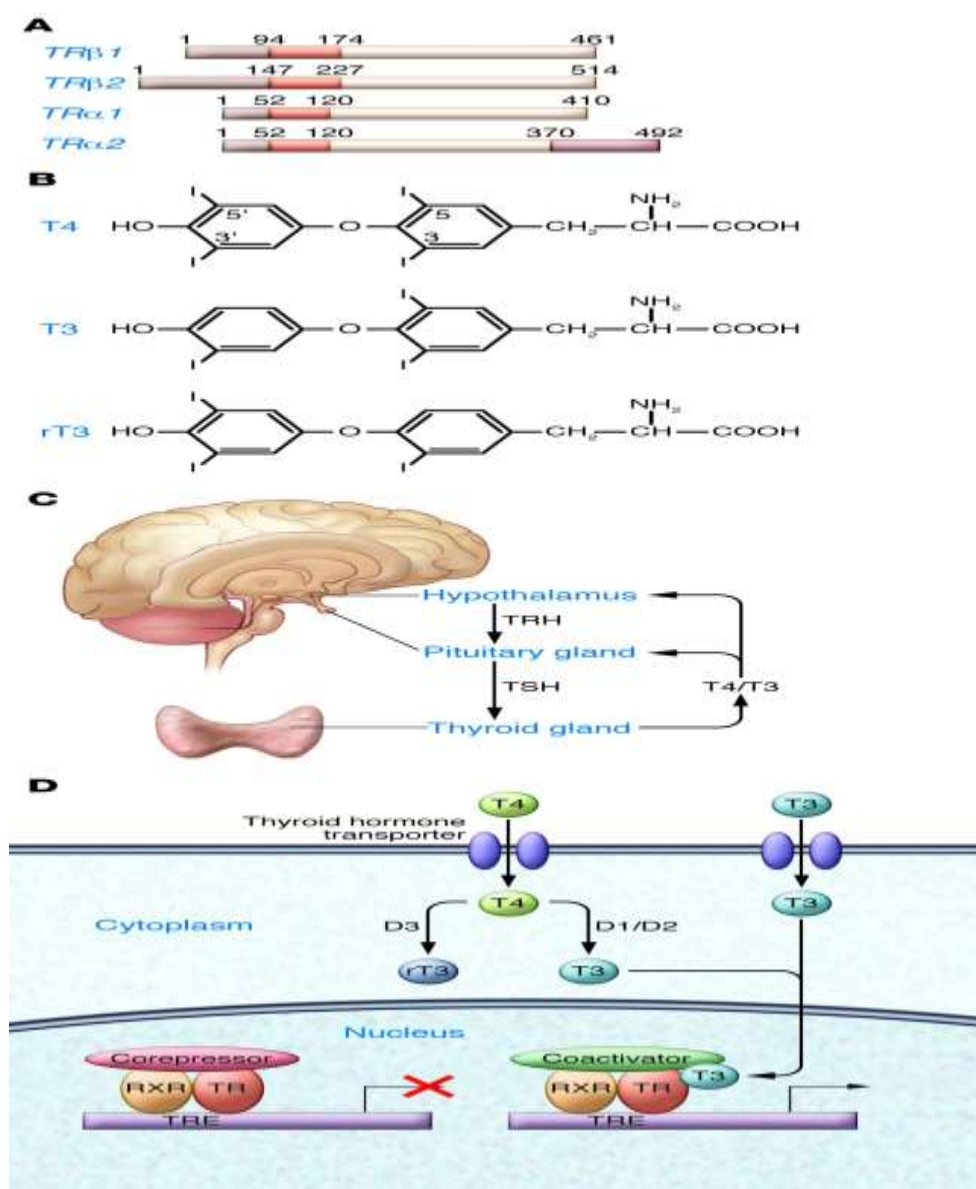 A
1 94 174 461
TRβ1
1 147 227 514
TRβ2
1 52 120 410
TRα1
1 52 120 370 492
TRα2
B
T4 HO I 5' 3' I O I 5 3 I CH2 CH NH2 COOH
T3 HO I O I I CH2 CH NH2 COOH
rT3 HO I I O I CH2 CH NH2 COOH
C
Hypothalamus
TRH
Pituitary gland
TSH T4/T3
Thyroid gland
D
T4 T3
Thyroid hormone
transporter
T4 T3
Cytoplasm D3 D1/D2
rT3 T3
Nucleus
Corepressor Coactivator
RXR TR RXR TR T3
TRE TRE